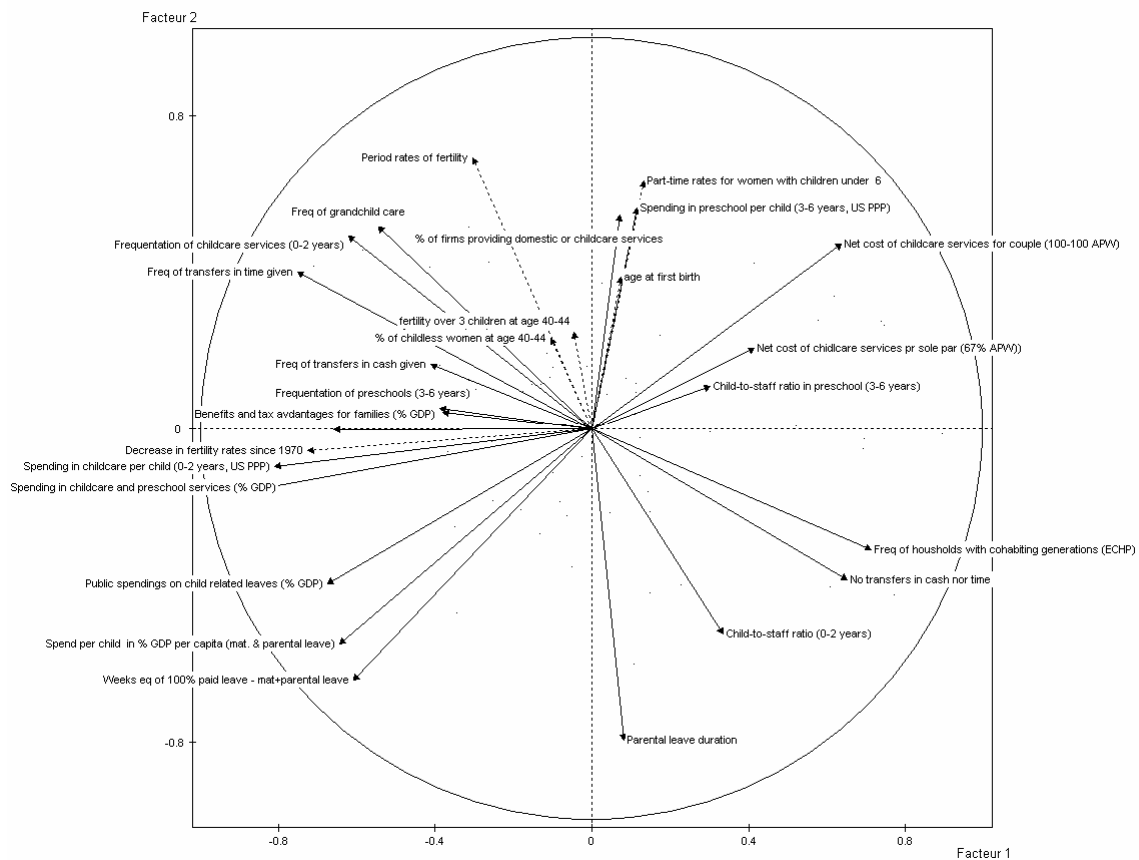 Facteur 2
0.8
Period rates of fertility
Part-time rates for women with children under 6
Freq of grandchild care
Spending in preschool per child (3-6 years, US PPP)
Frequentation of childcare services (0-2 years)
% of firms providing domestic or childcare services
Net cost of childcare services for couple (100-100 APW)
Freq of transfers in time given
age at first birth
fertility over 3 children at age 40-44
% of childless women at age 40-44
Net cost of chidlcare services pr sole par (67% APW))
Freq of transfers in cash given
Child-to-staff ratio in preschool (3-6 years)
Frequentation of preschools (3-6 years)
Benefits and tax avdantages for families (% GDP)
0
Decrease in fertility rates since 1970
Spending in childcare per child (0-2 years, US PPP)
Spending in childcare and preschool services (% GDP)
Freq of housholds with cohabiting generations (ECHP)
Public spendings on child related leaves (% GDP)
No transfers in cash nor time
Child-to-staff ratio (0-2 years)
Spend per child in % GDP per capita (mat. & parental leave)
Weeks eq of 100% paid leave - mat+parental leave
Parental leave duration
-0.8
-0.8
-0.4
0
0.4
0.8
Facteur 1